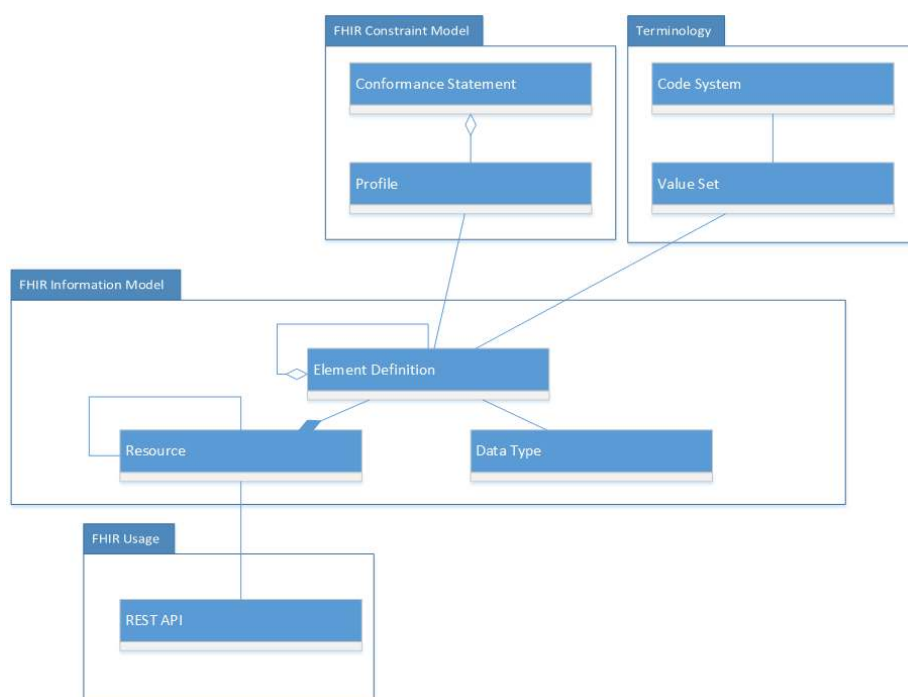 FHIR Constraint Model
Terminology
Conformance Statement
Code System
Profile
Value Set
FHIR Information Model
Element Definition
Resource
Data Type
FHIR Usage
REST API